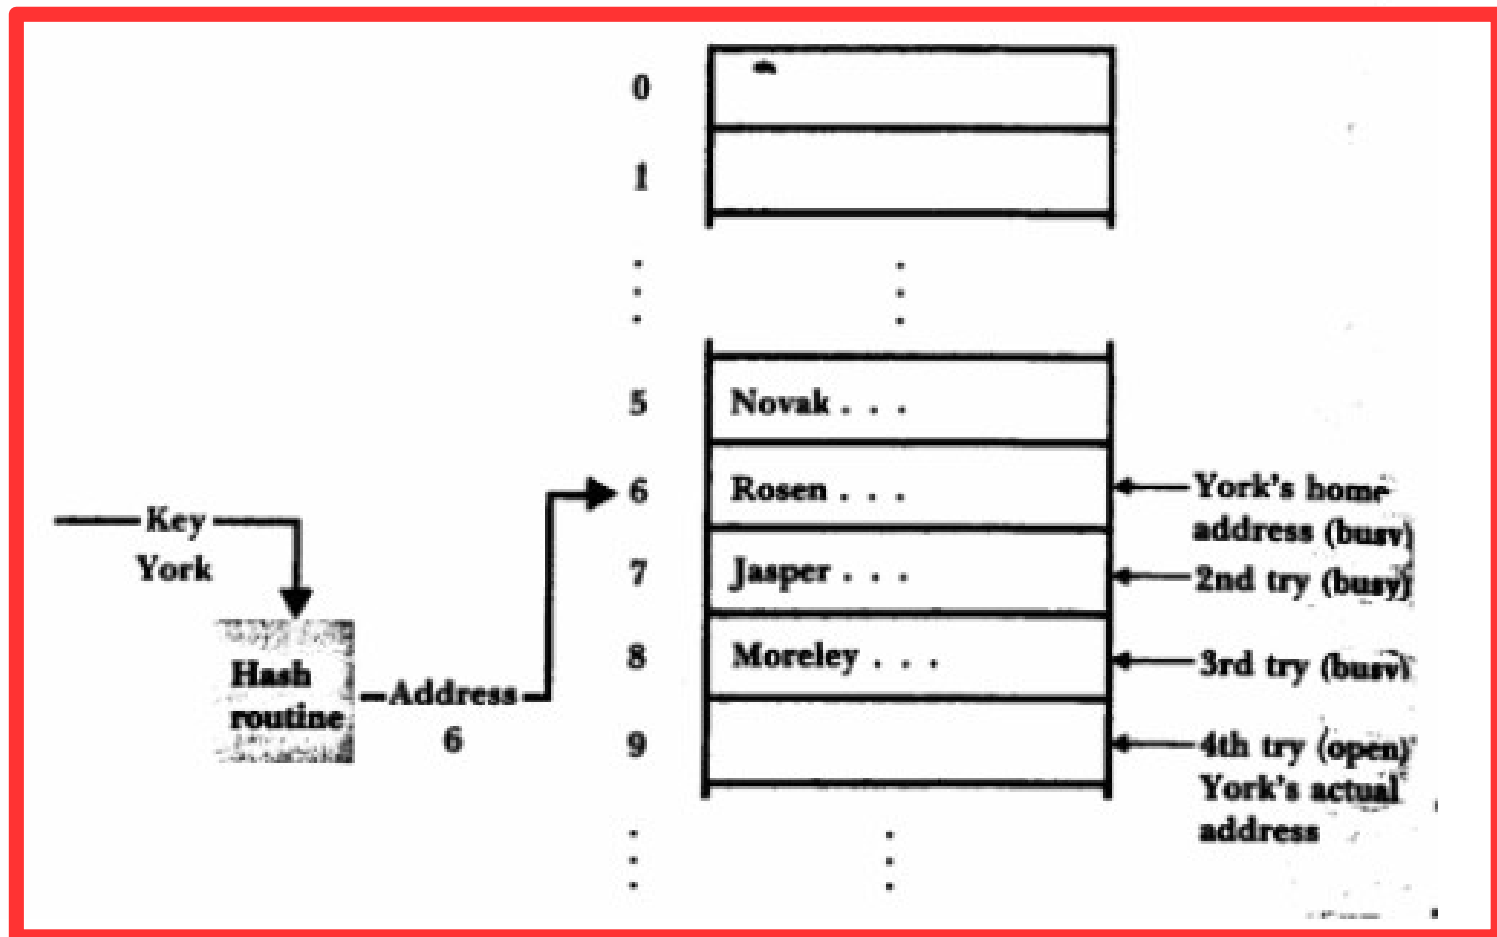 0
1
5 Novak . . .
6 Rosen . . . York's home
address (busy)
Key
York
7 Jasper . . . 2nd try (busy)
Hash
routine
8 Moreley . . . 3rd try (busy)
Address
6
9 4th try (open)
York's actual
address